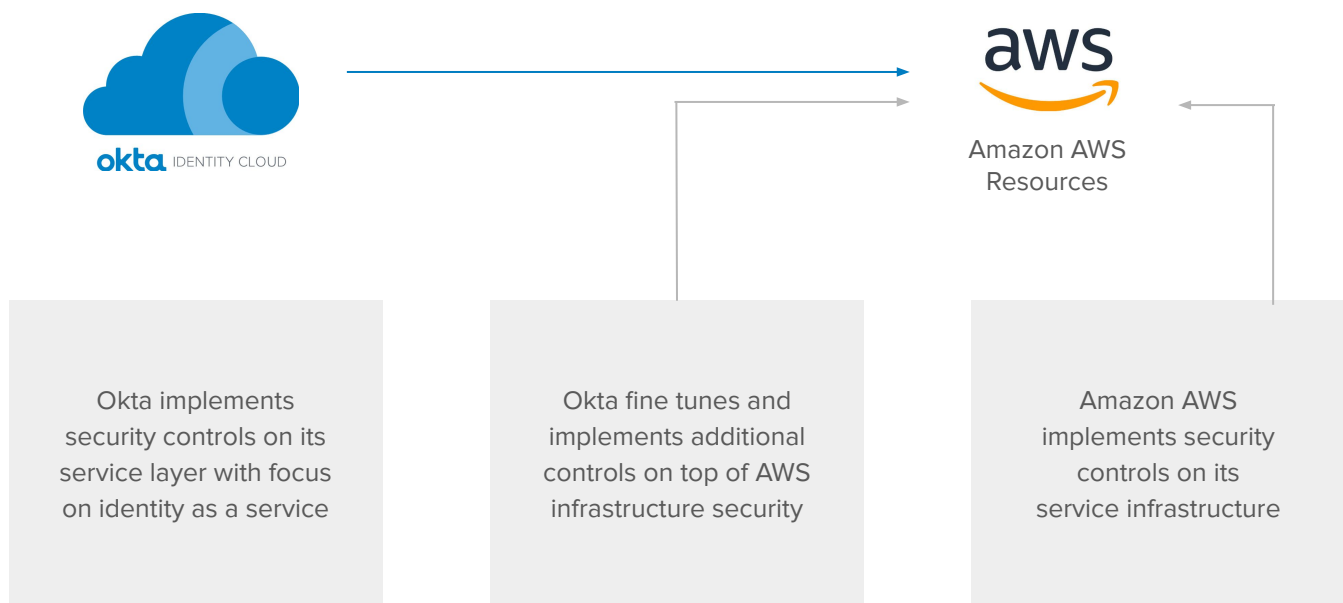 okta IDENTITY CLOUD
aws
Amazon AWS
Resources
Okta implements
security controls on its
service layer with focus
on identity as a service
Okta fine tunes and
implements additional
controls on top of AWS
infrastructure security
Amazon AWS
implements security
controls on its
service infrastructure